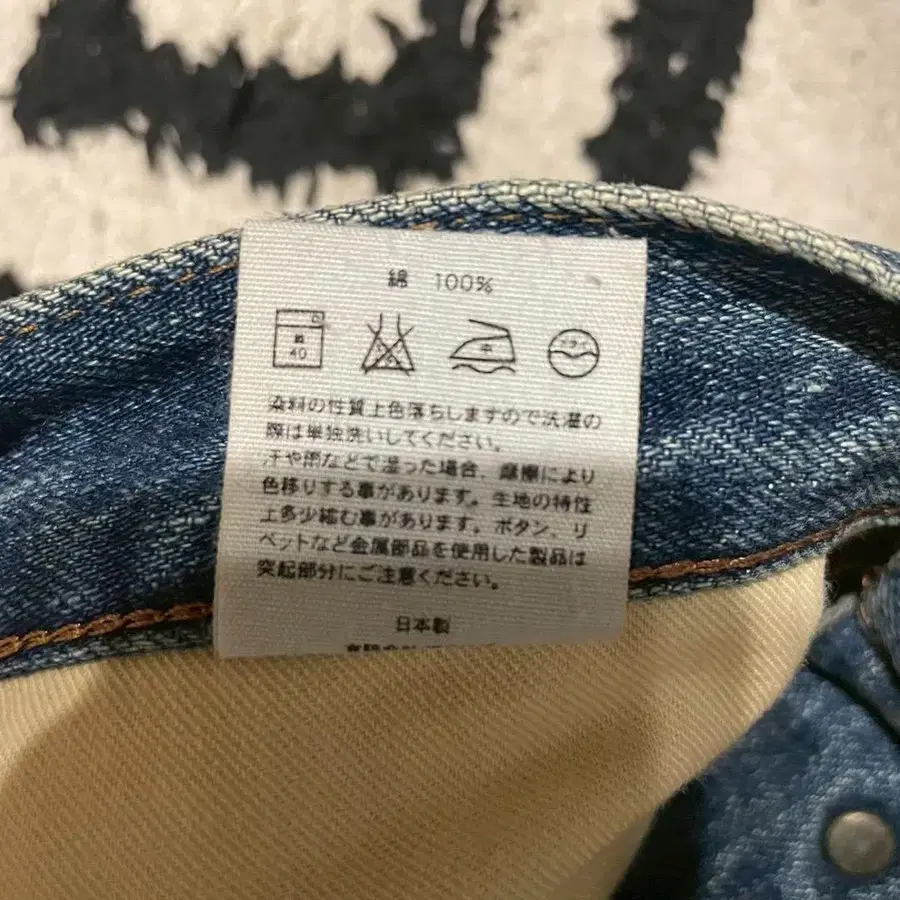 綿 100%
40 中 ドライ
染料の性質上色落ちしますので洗濯の
際は単独洗いしてください。
汗や雨などで湿った場合、摩擦により
色移りする事があります。生地の特性
上多少縮む事があります。ボタン、リ
ベットなど金属部品を使用した製品は
突起部分にご注意ください。
日本製